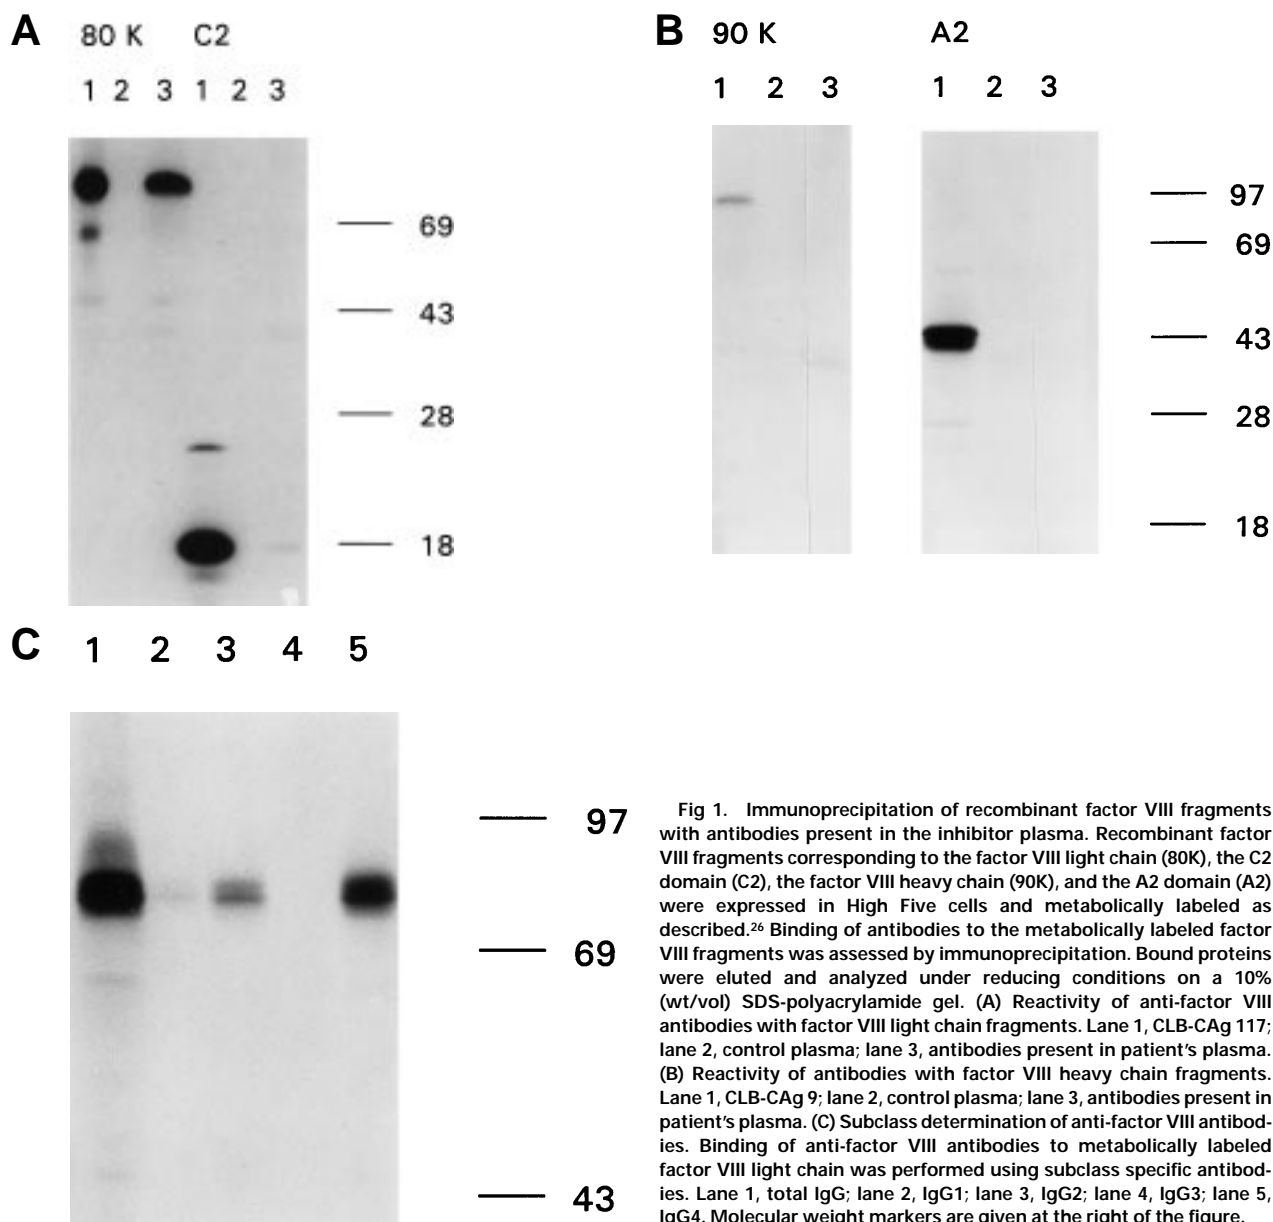 A 80 K C2
1 2 3 1 2 3
69
43
28
18
B 90 K A2
1 2 3 1 2 3
97
69
43
28
18
C 1 2 3 4 5
97
69
43
Fig 1. Immunoprecipitation of recombinant factor VIII fragments
with antibodies present in the inhibitor plasma. Recombinant factor
VIII fragments corresponding to the factor VIII light chain (80K), the C2
domain (C2), the factor VIII heavy chain (90K), and the A2 domain (A2)
were expressed in High Five cells and metabolically labeled as
described.26 Binding of antibodies to the metabolically labeled factor
VIII fragments was assessed by immunoprecipitation. Bound proteins
were eluted and analyzed under reducing conditions on a 10%
(wt/vol) SDS-polyacrylamide gel. (A) Reactivity of anti-factor VIII
antibodies with factor VIII light chain fragments. Lane 1, CLB-CAg 117;
lane 2, control plasma; lane 3, antibodies present in patient's plasma.
(B) Reactivity of antibodies with factor VIII heavy chain fragments.
Lane 1, CLB-CAg 9; lane 2, control plasma; lane 3, antibodies present in
patient's plasma. (C) Subclass determination of anti-factor VIII antibod-
ies. Binding of anti-factor VIII antibodies to metabolically labeled
factor VIII light chain was performed using subclass specific antibod-
ies. Lane 1, total IgG; lane 2, IgG1; lane 3, IgG2; lane 4, IgG3; lane 5,
IgG4. Molecular weight markers are given at the right of the figure.